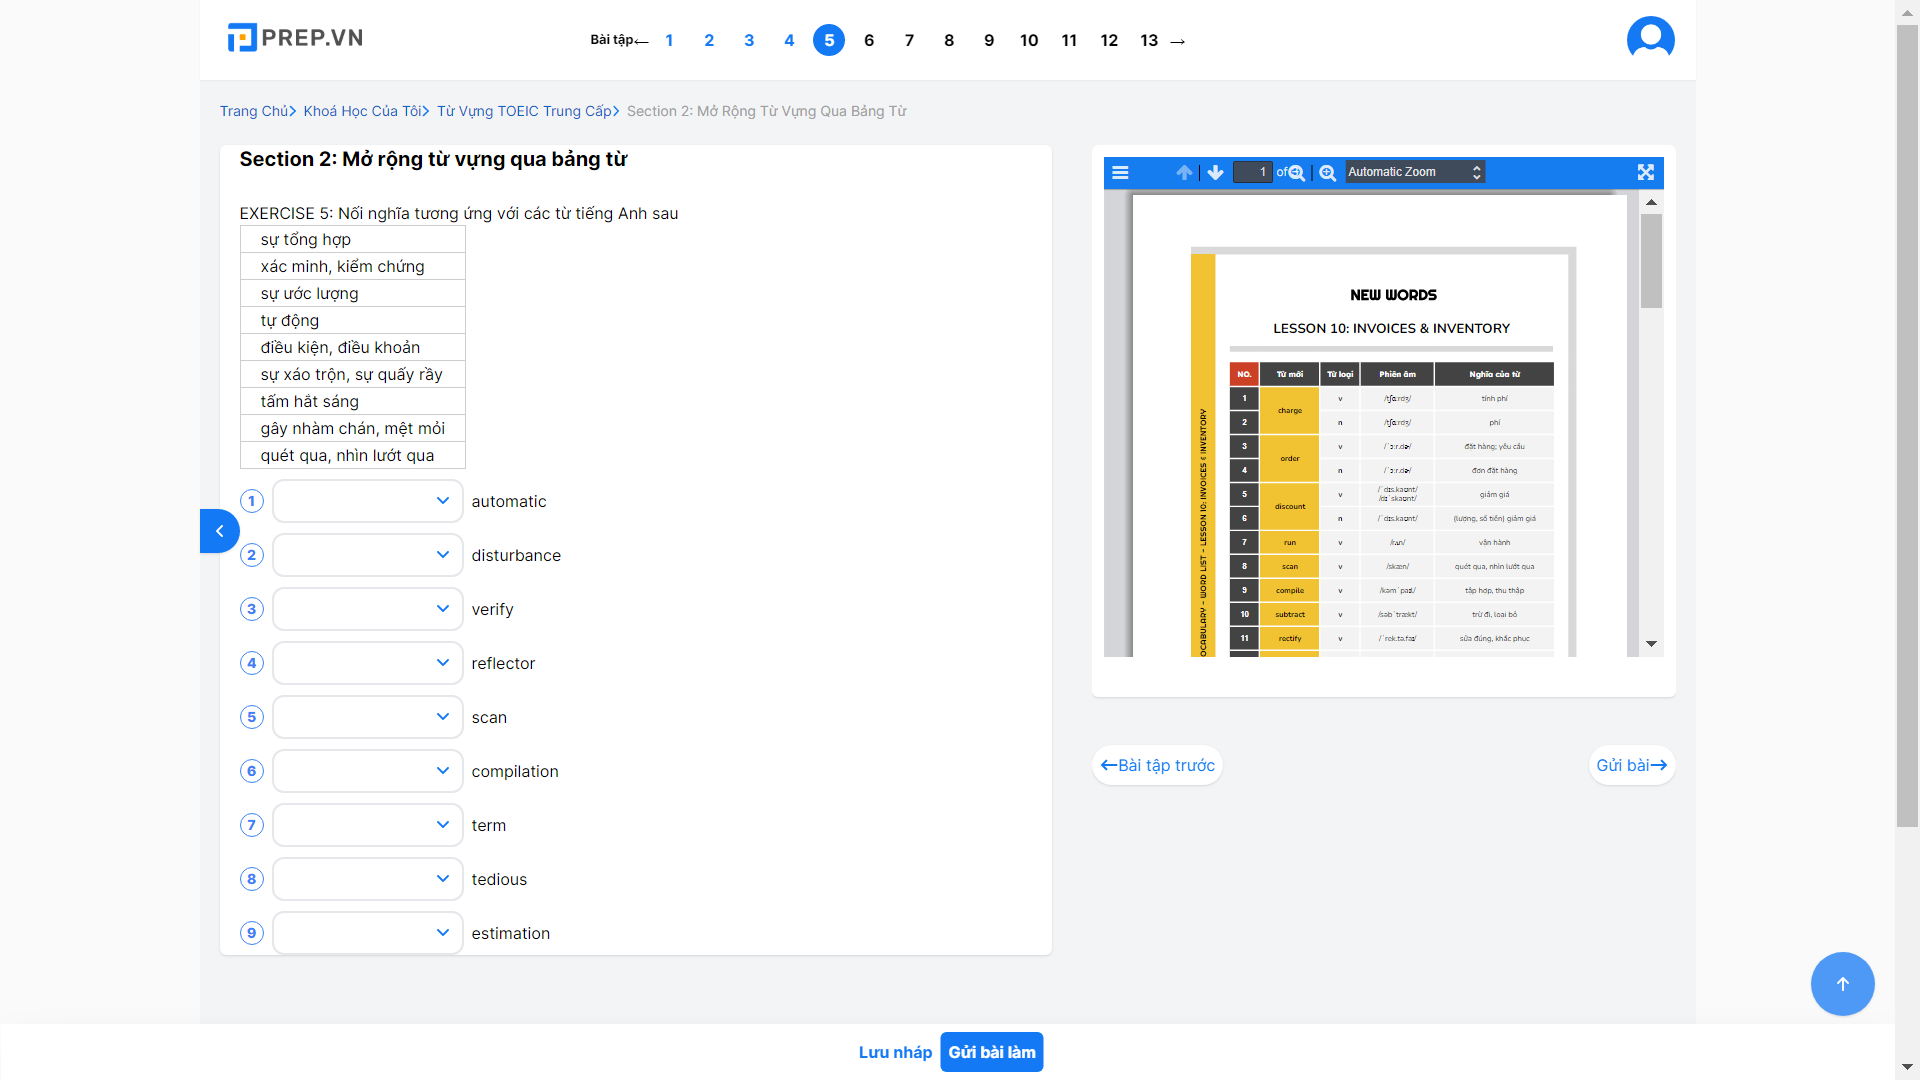 PREP.VN
Bài tập← 1 2 3 4 5 6 7 8 9 10 11 12 13 →
Trang Chủ> Khoá Học Của Tôi> Từ Vựng TOEIC Trung Cấp> Section 2: Mở Rộng Từ Vựng Qua Bảng Từ
Section 2: Mở rộng từ vựng qua bảng từ
EXERCISE 5: Nối nghĩa tương ứng với các từ tiếng Anh sau
sự tổng hợp
xác minh, kiểm chứng
sự ước lượng
tự động
điều kiện, điều khoản
sự xáo trộn, sự quấy rầy
tấm hắt sáng
gây nhàm chán, mệt mỏi
quét qua, nhìn lướt qua
1 automatic
2 disturbance
3 verify
4 reflector
5 scan
6 compilation
7 term
8 tedious
9 estimation
1 of Automatic Zoom
OCABULARY - WORD LIST - LESSON 10: INVOICES & INVENTORY
NEW WORDS
LESSON 10: INVOICES & INVENTORY
NO. Từ mới Từ loại Phiên âm Nghĩa của từ
1 charge v /tʃɑːrdʒ/ tính phí
2 n /tʃɑːrdʒ/ phí
3 order v /ˈɔːr.dɚ/ đặt hàng; yêu cầu
4 n /ˈɔːr.dɚ/ đơn đặt hàng
5 discount v /ˈdɪs.kaʊnt/ /dɪˈskaʊnt/ giảm giá
6 n /ˈdɪs.kaʊnt/ (lượng, số tiền) giảm giá
7 run v /rʌn/ vận hành
8 scan v /skæn/ quét qua, nhìn lướt qua
9 compile v /kəmˈpaɪl/ tập hợp, thu thập
10 subtract v /səbˈtrækt/ trừ đi, loại bỏ
11 rectify v /ˈrek.tə.faɪ/ sửa đúng, khắc phục
←Bài tập trước
Gửi bài→
Lưu nháp
Gửi bài làm